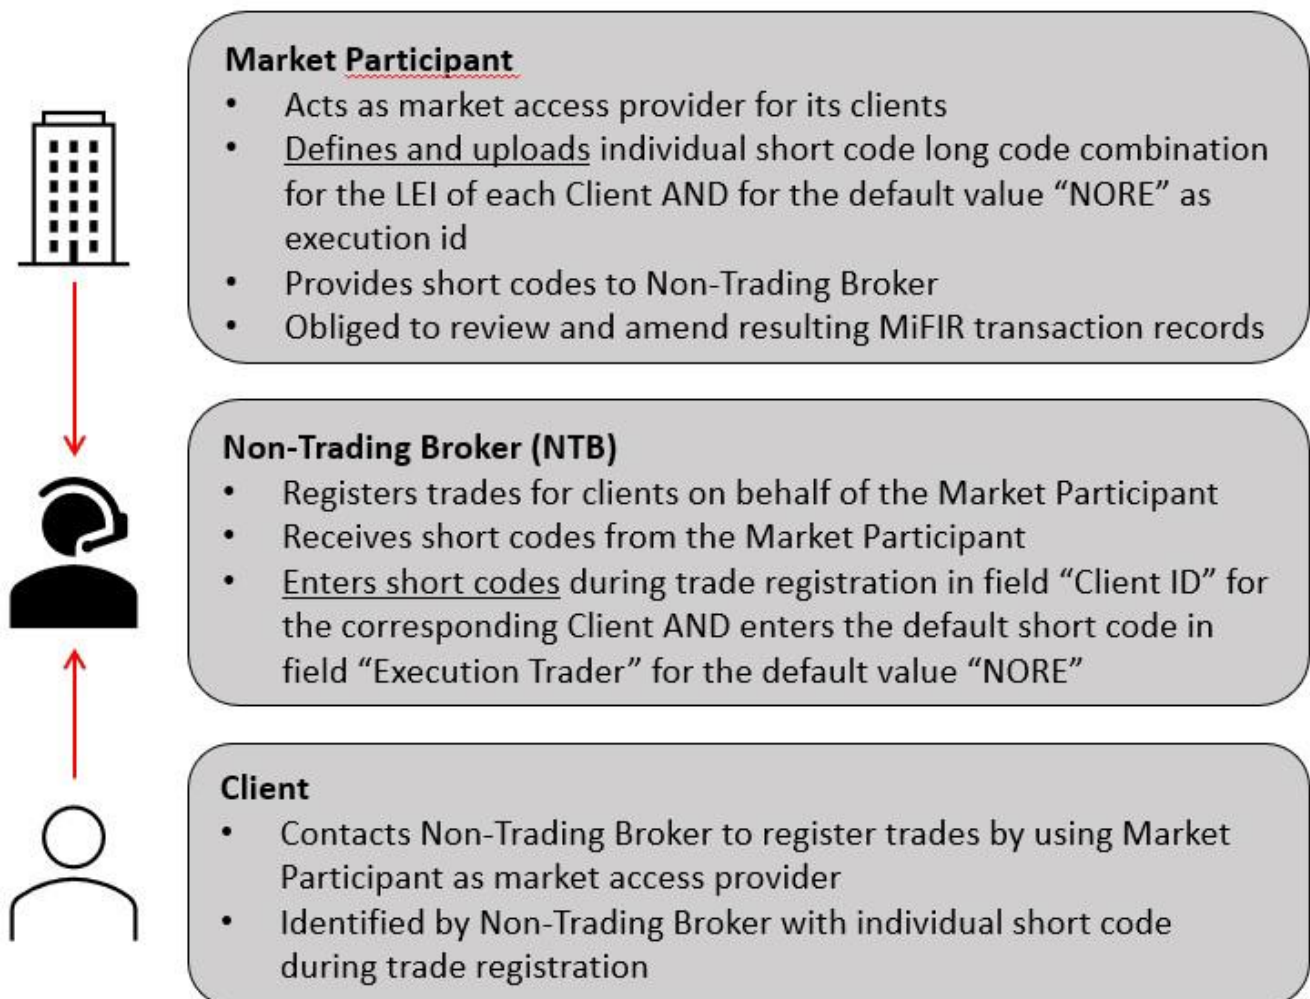 Market Participant
• Acts as market access provider for its clients
• Defines and uploads individual short code long code combination
for the LEI of each Client AND for the default value “NORE” as
execution id
• Provides short codes to Non-Trading Broker
• Obliged to review and amend resulting MiFIR transaction records
Non-Trading Broker (NTB)
• Registers trades for clients on behalf of the Market Participant
• Receives short codes from the Market Participant
• Enters short codes during trade registration in field “Client ID” for
the corresponding Client AND enters the default short code in
field “Execution Trader” for the default value “NORE”
Client
• Contacts Non-Trading Broker to register trades by using Market
Participant as market access provider
• Identified by Non-Trading Broker with individual short code
during trade registration